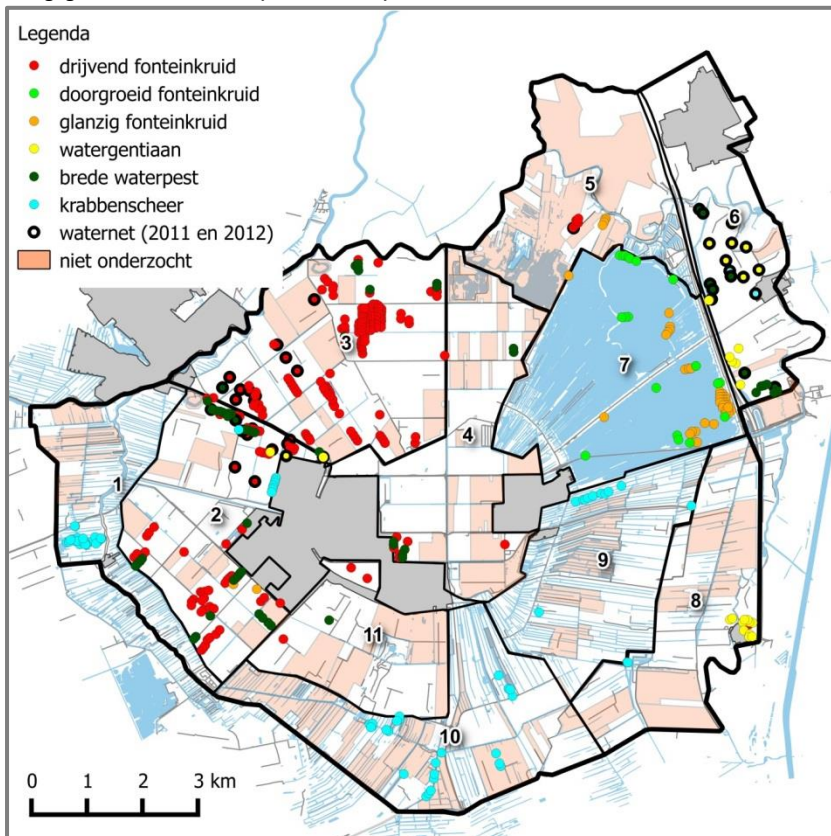 Legenda
drijvend fonteinkruid
doorgroeid fonteinkruid
glanzig fonteinkruid
watergentiaan
brede waterpest
krabbenscheer
waternet (2011 en 2012)
niet onderzocht
5
6
3
7
4
1
2
9
8
11
10
0 1 2 3 km